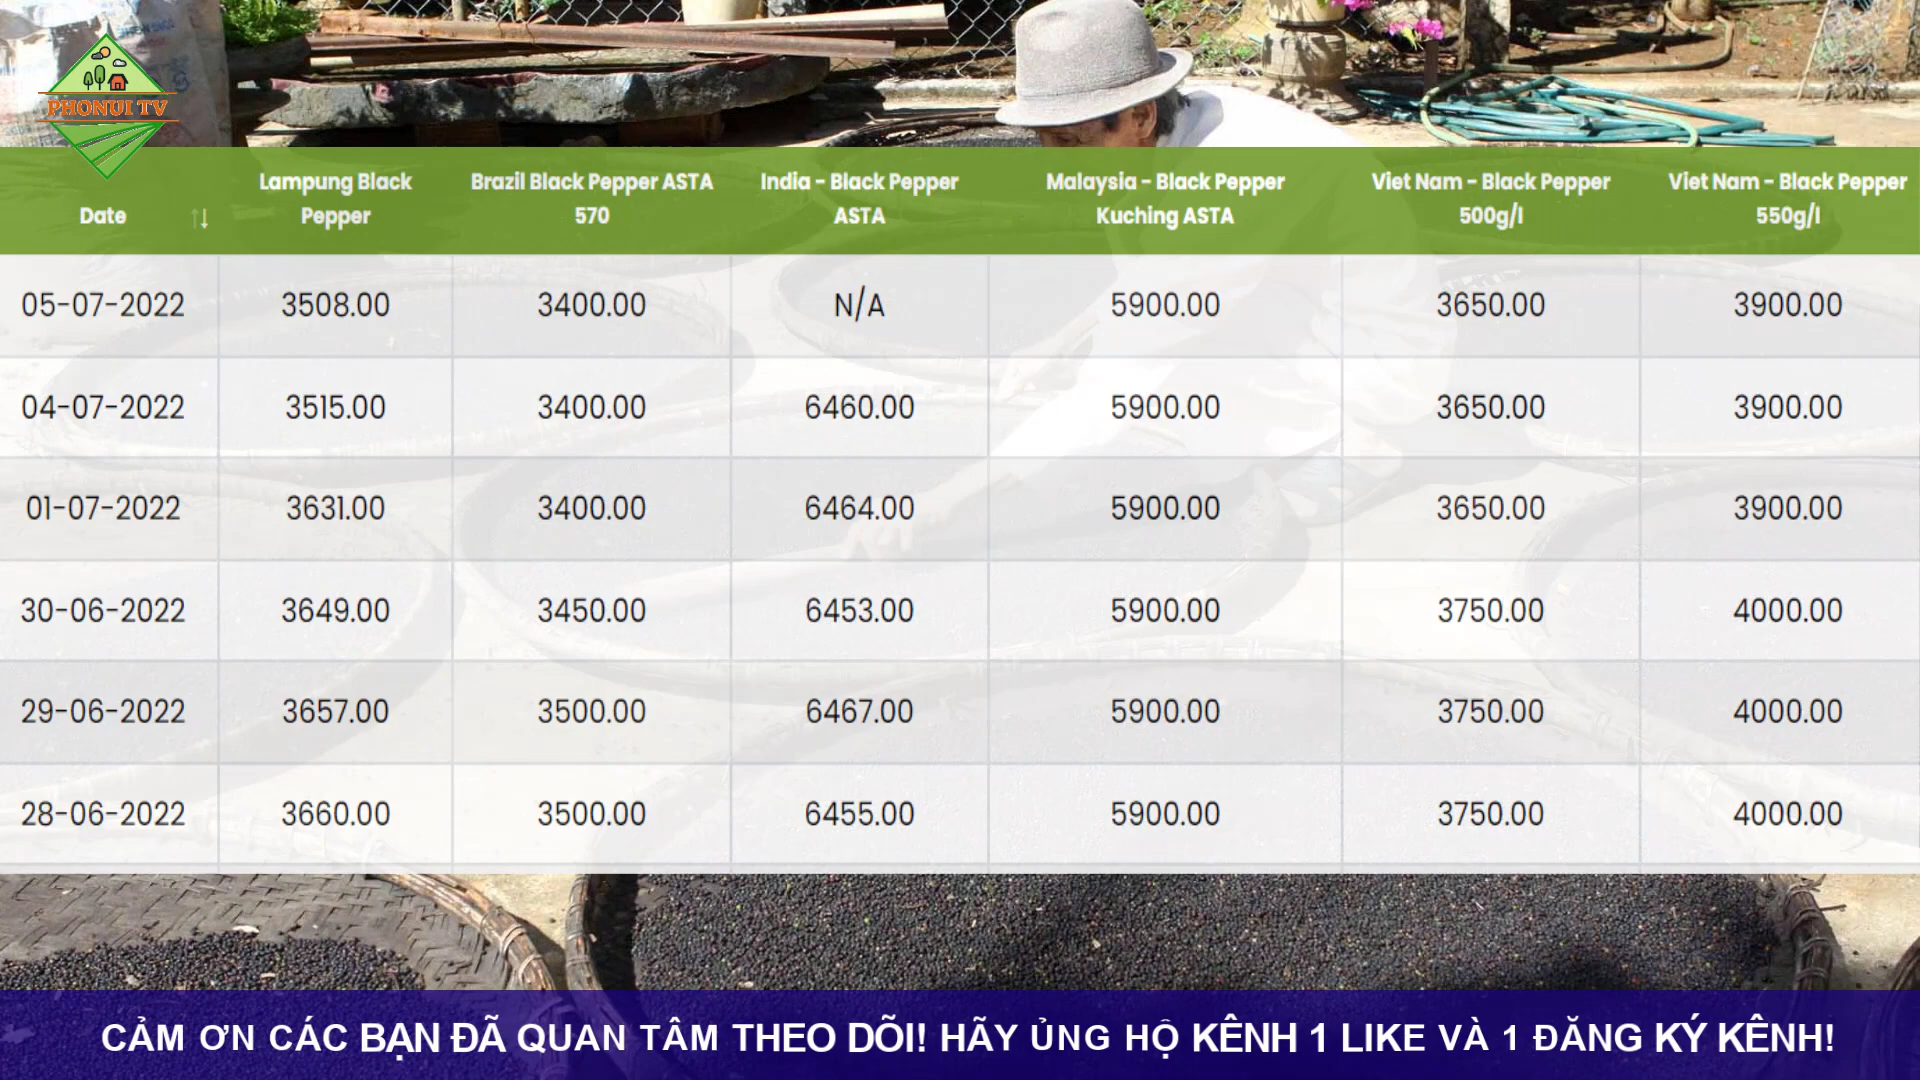 PHONUI TV
Date
Lampung Black Pepper
Brazil Black Pepper ASTA 570
India - Black Pepper ASTA
Malaysia - Black Pepper Kuching ASTA
Viet Nam - Black Pepper 500g/l
Viet Nam - Black Pepper 550g/l
05-07-2022 3508.00 3400.00 N/A 5900.00 3650.00 3900.00
04-07-2022 3515.00 3400.00 6460.00 5900.00 3650.00 3900.00
01-07-2022 3631.00 3400.00 6464.00 5900.00 3650.00 3900.00
30-06-2022 3649.00 3450.00 6453.00 5900.00 3750.00 4000.00
29-06-2022 3657.00 3500.00 6467.00 5900.00 3750.00 4000.00
28-06-2022 3660.00 3500.00 6455.00 5900.00 3750.00 4000.00
CẢM ƠN CÁC BẠN ĐÃ QUAN TÂM THEO DÕI! HÃY ỦNG HỘ KÊNH 1 LIKE VÀ 1 ĐĂNG KÝ KÊNH!